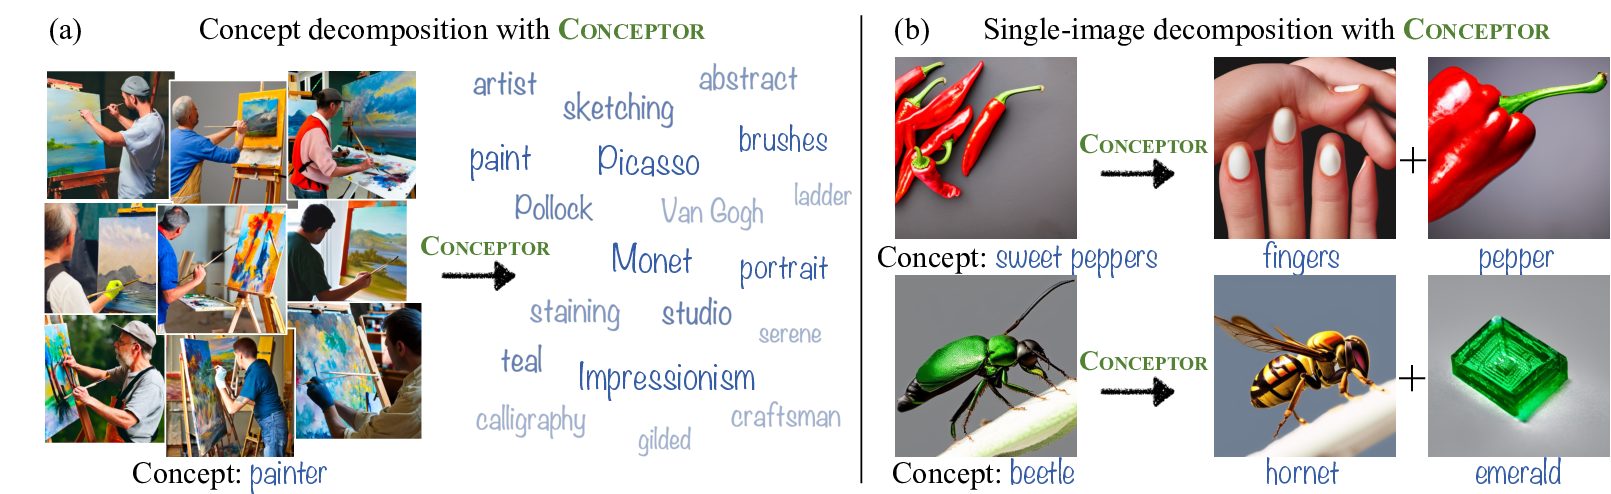 (a) Concept decomposition with CONCEPTOR
artist
abstract
sketching
brushes
paint
Picasso
ladder
Pollock
Van Gogh
CONCEPTOR
Monet
portrait
staining
studio
serene
teal
Impressionism
calligraphy
craftsman
gilded
Concept: painter
(b) Single-image decomposition with CONCEPTOR
CONCEPTOR
+
Concept: sweet peppers
fingers
pepper
CONCEPTOR
+
Concept: beetle
hornet
emerald